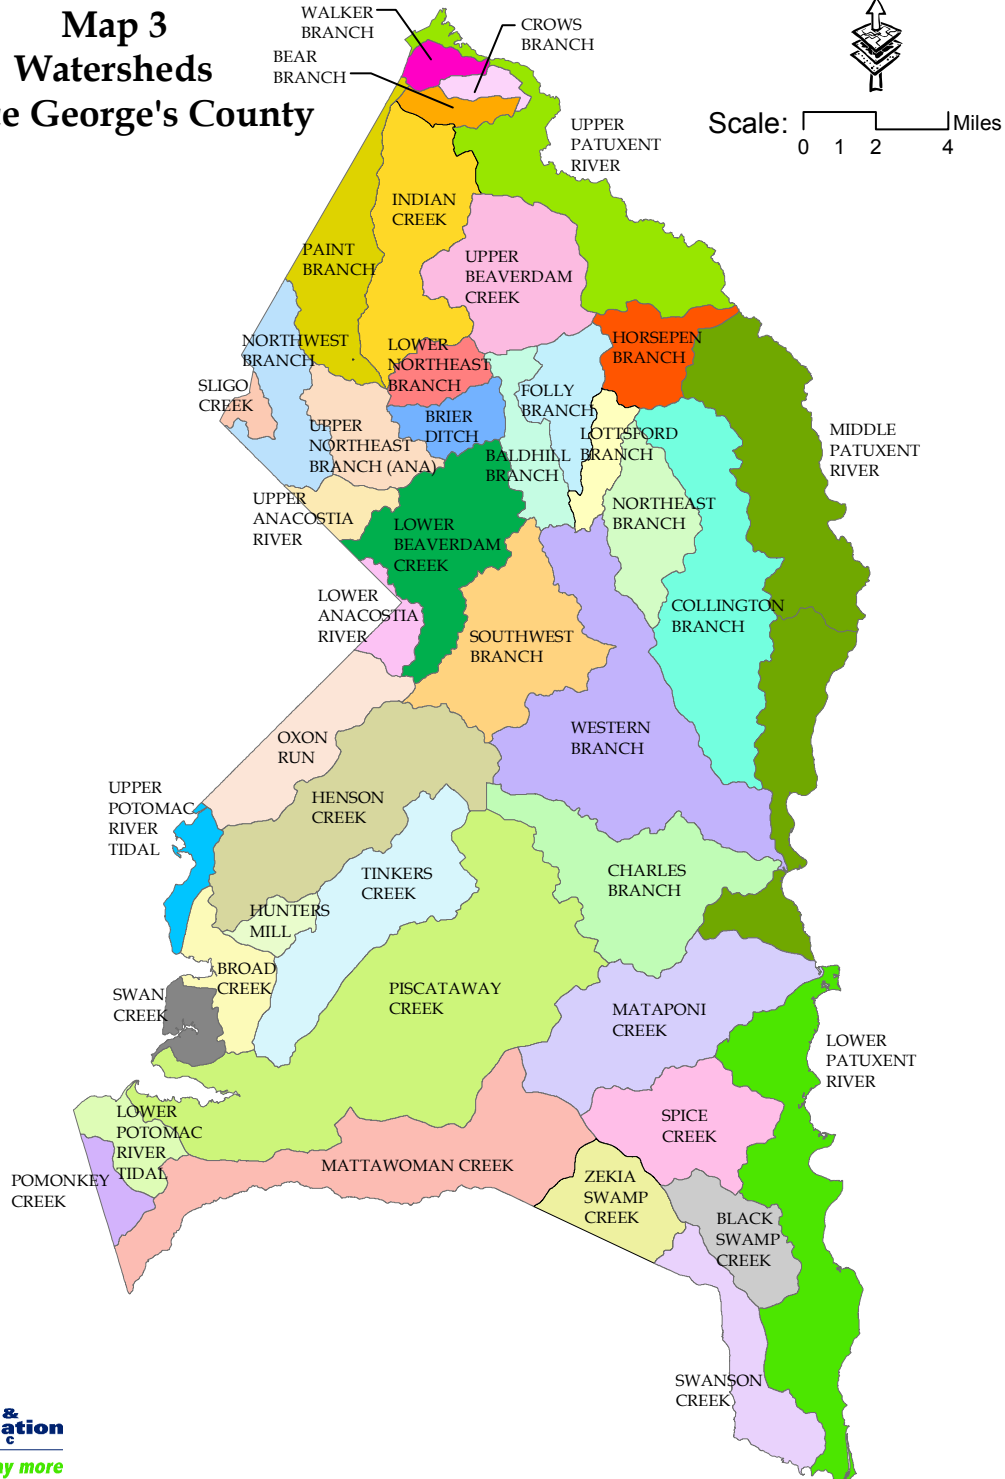 Map 3
Watersheds
e George's County
WALKER
BRANCH
CROWS
BRANCH
BEAR
BRANCH
UPPER
PATUXENT
RIVER
Scale:
Miles
0 1 2 4
INDIAN
CREEK
PAINT
BRANCH
UPPER
BEAVERDAM
CREEK
NORTHWEST
BRANCH
LOWER
NORTHEAST
BRANCH
HORSEPEN
BRANCH
SLIGO
CREEK
FOLLY
BRANCH
BRIER
DITCH
UPPER
NORTHEAST
BRANCH (ANA)
LOTTSFORD
BRANCH
MIDDLE
PATUXENT
RIVER
BALDHILL
BRANCH
UPPER
ANACOSTIA
RIVER
LOWER
BEAVERDAM
CREEK
NORTHEAST
BRANCH
LOWER
ANACOSTIA
RIVER
SOUTHWEST
BRANCH
COLLINGTON
BRANCH
OXON
RUN
WESTERN
BRANCH
UPPER
POTOMAC
RIVER
TIDAL
HENSON
CREEK
TINKERS
CREEK
CHARLES
BRANCH
HUNTERS
MILL
BROAD
CREEK
PISCATAWAY
CREEK
SWAN
CREEK
MATAPONI
CREEK
LOWER
PATUXENT
RIVER
LOWER
POTOMAC
RIVER
TIDAL
SPICE
CREEK
MATTAWOMAN CREEK
POMONKEY
CREEK
ZEKIA
SWAMP
CREEK
BLACK
SWAMP
CREEK
SWANSON
CREEK
&
ation
c
y more